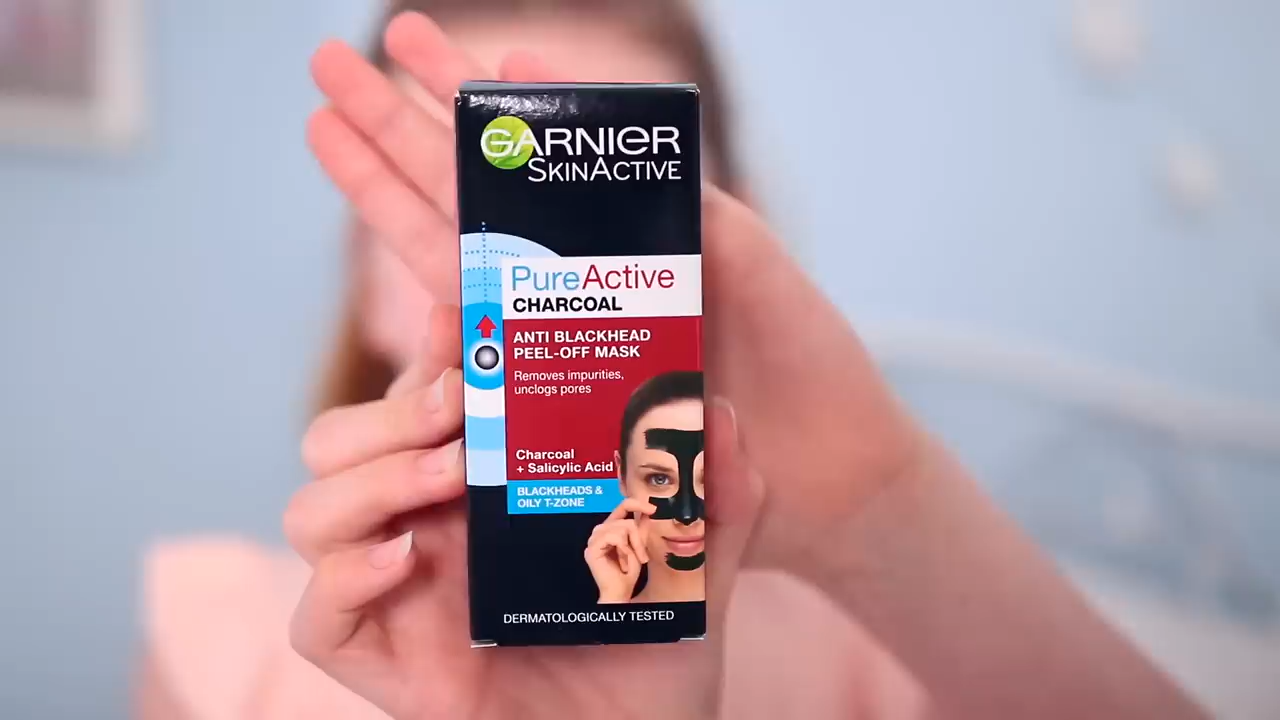 GARNIER
SKINACTIVE
PureActive
CHARCOAL
ANTI BLACKHEAD
PEEL-OFF MASK
Removes impurities,
unclogs pores
Charcoal
+ Salicylic Acid
BLACKHEADS &
OILY T-ZONE
DERMATOLOGICALLY TESTED